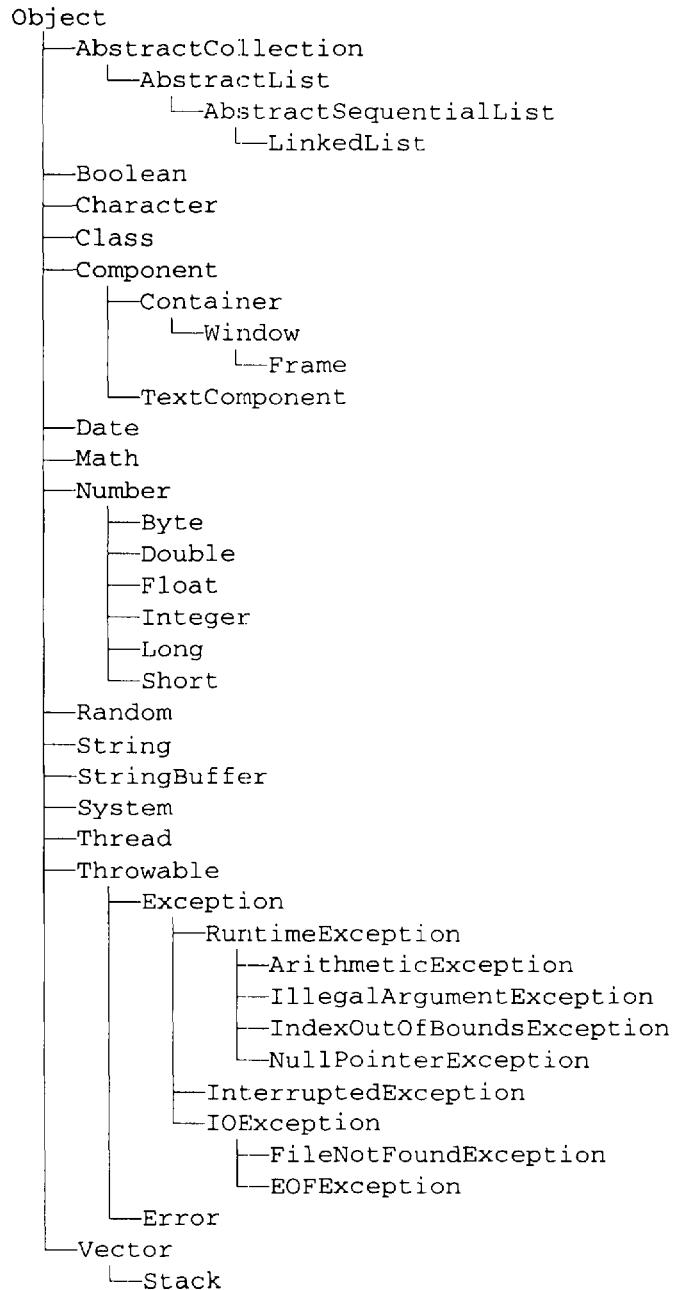 Object
AbstractCollection
AbstractList
AbstractSequentialList
LinkedList
Boolean
Character
Class
Component
Container
Window
Frame
TextComponent
Date
Math
Number
Byte
Double
Float
Integer
Long
Short
Random
String
StringBuffer
System
Thread
Throwable
Exception
RuntimeException
ArithmeticException
IllegalArgumentException
IndexOutOfBoundsException
NullPointerException
InterruptedException
IOException
FileNotFoundException
EOFException
Error
Vector
Stack